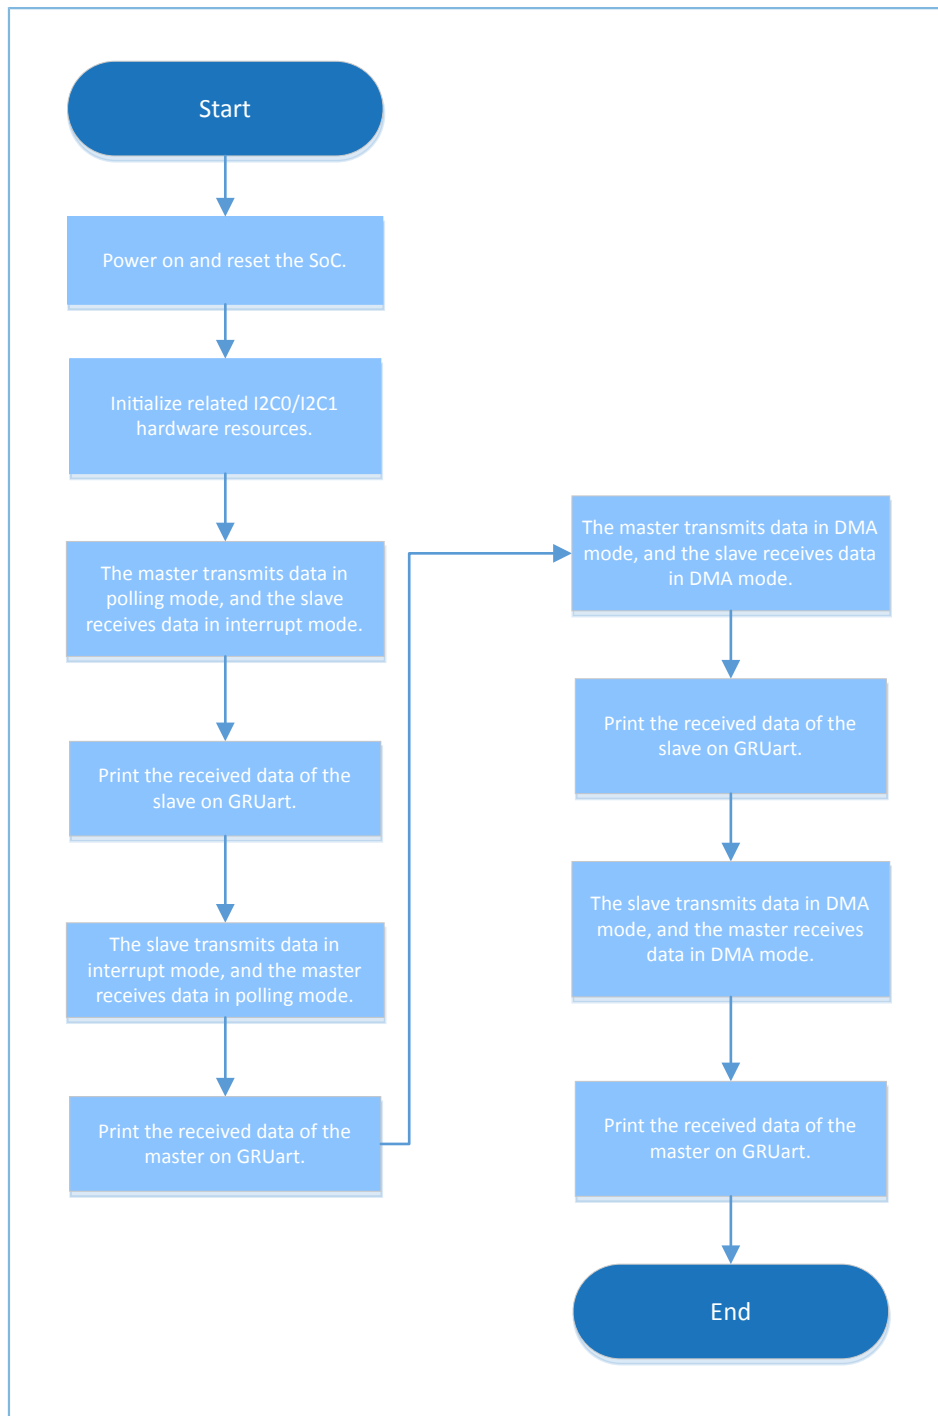 Start
Power on and reset the SoC.
Initialize related I2C0/I2C1
hardware resources.
The master transmits data in
polling mode, and the slave
receives data in interrupt mode.
Print the received data of the
slave on GRUart.
The slave transmits data in
interrupt mode, and the master
receives data in polling mode.
Print the received data of the
master on GRUart.
The master transmits data in DMA
mode, and the slave receives data
in DMA mode.
Print the received data of the
slave on GRUart.
The slave transmits data in DMA
mode, and the master receives
data in DMA mode.
Print the received data of the
master on GRUart.
End